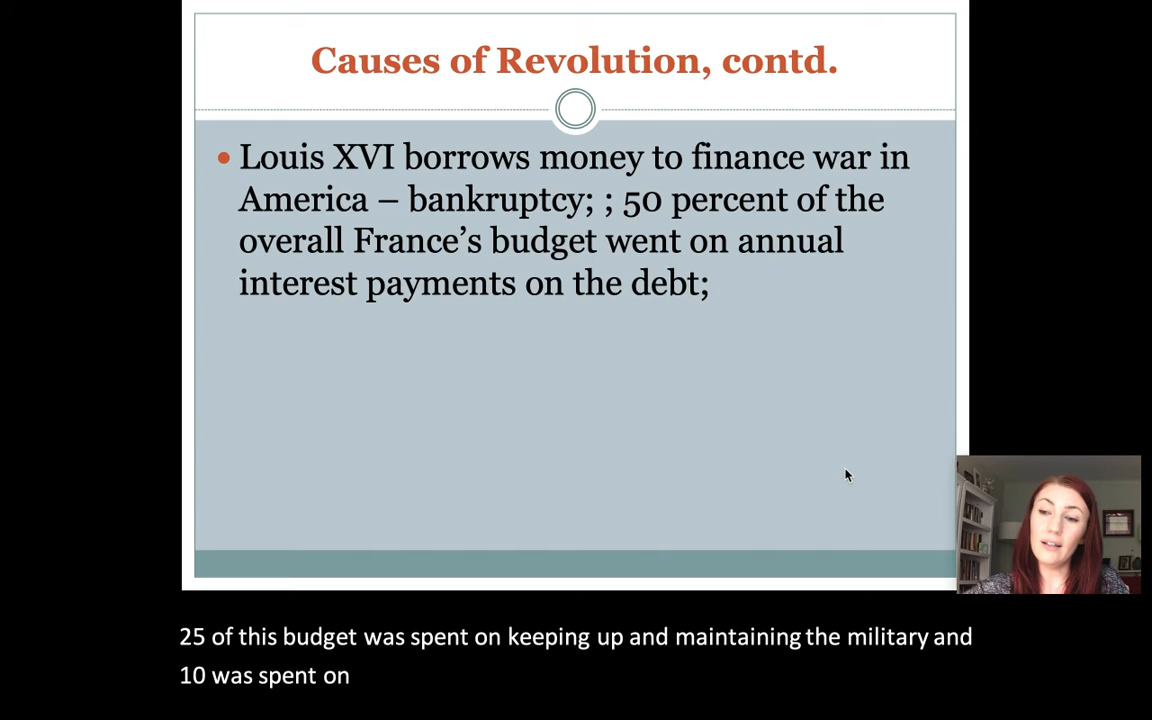 Causes of Revolution, contd.
• Louis XVI borrows money to finance war in
America – bankruptcy; ; 50 percent of the
overall France’s budget went on annual
interest payments on the debt;
25 of this budget was spent on keeping up and maintaining the military and
10 was spent on